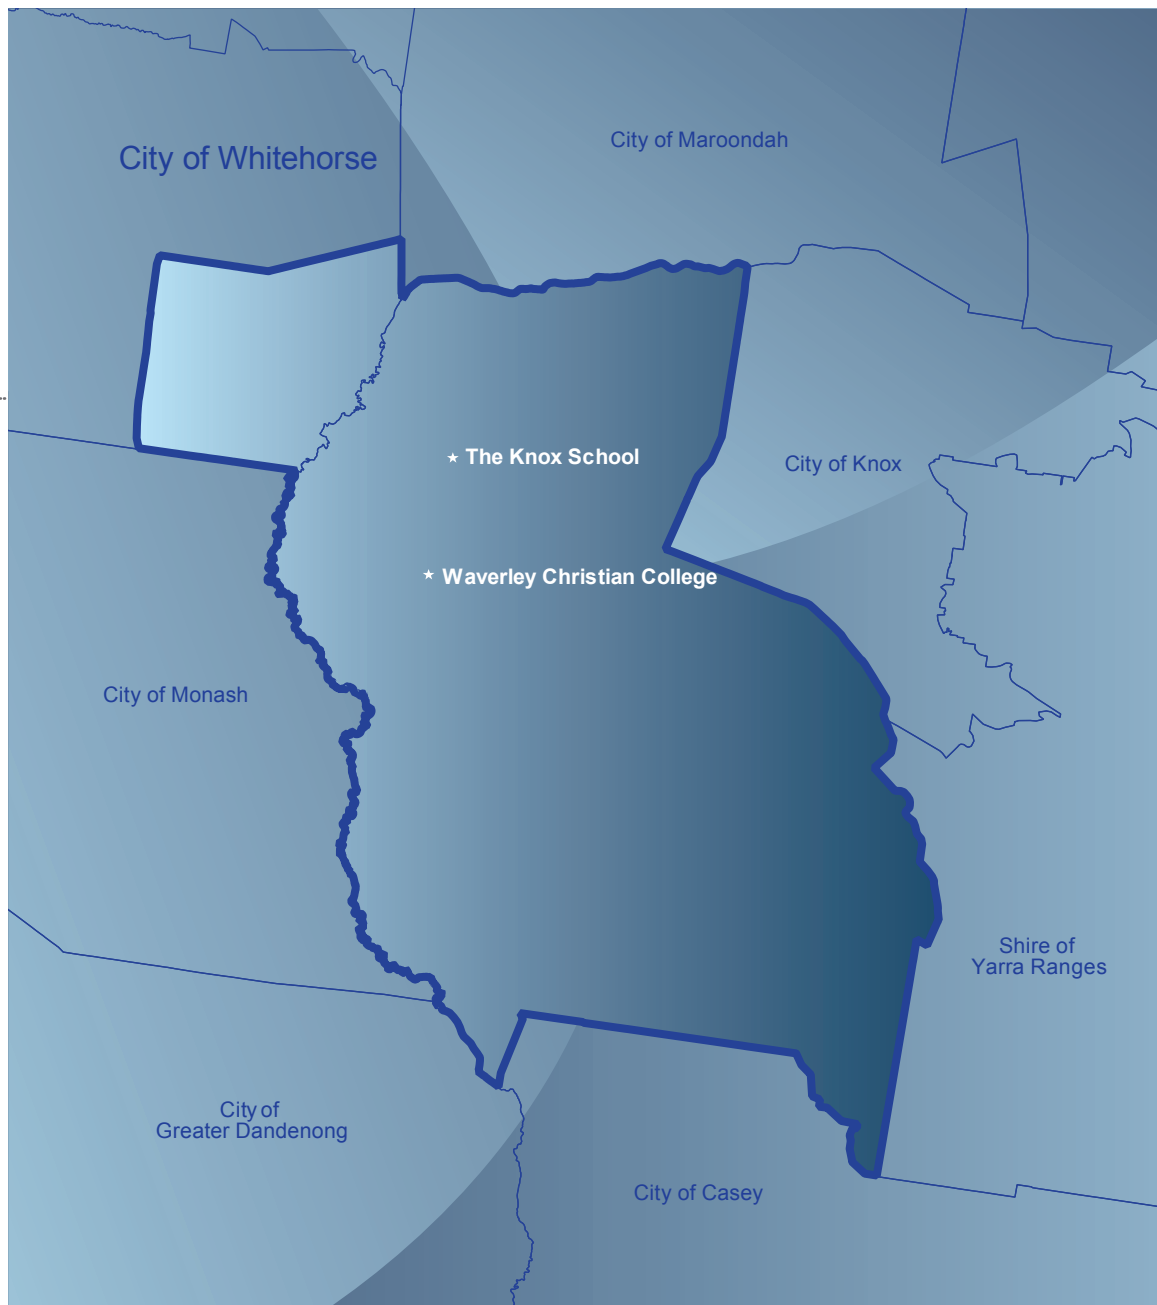 City of Maroondah
City of Whitehorse
The Knox School
City of Knox
Waverley Christian College
City of Monash
Shire of
Yarra Ranges
City of
Greater Dandenong
City of Casey